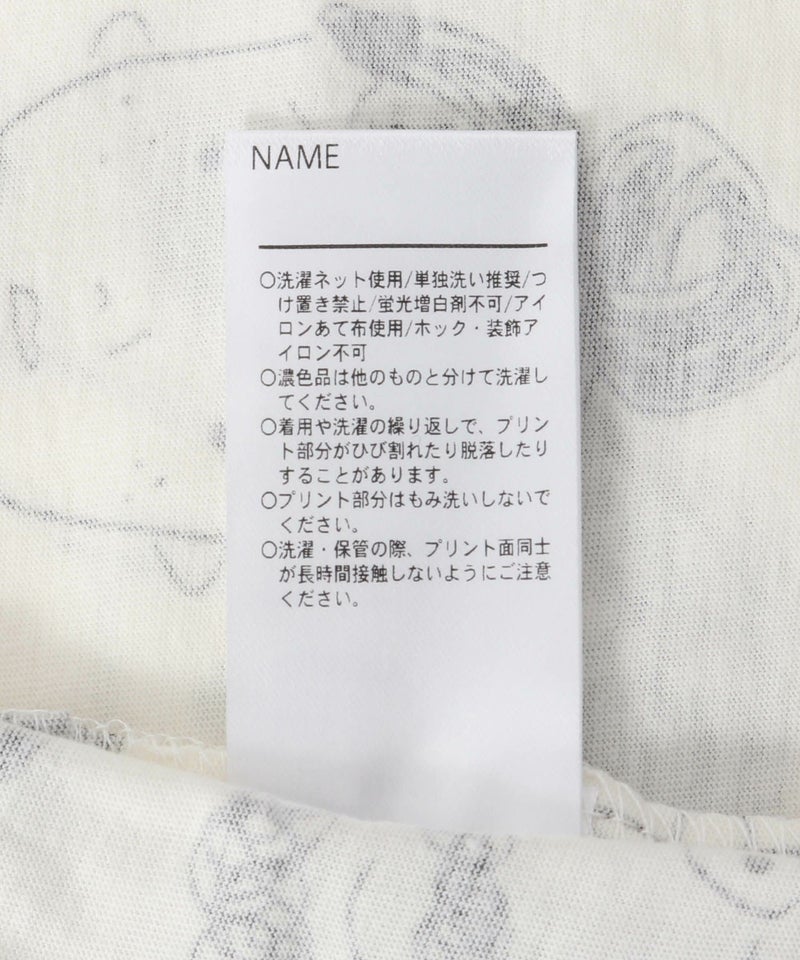 NAME
○洗濯ネット使用/単独洗い推奨/つ
け置き禁止/蛍光増白剤不可/アイ
ロンあて布使用/ホック・装飾ア
イロン不可
○濃色品は他のものと分けて洗濯し
てください。
○着用や洗濯の繰り返しで、プリン
ト部分がひび割れたり脱落したり
することがあります。
○プリント部分はもみ洗いしないで
ください。
○洗濯・保管の際、プリント面同士
が長時間接触しないようにご注意
ください。